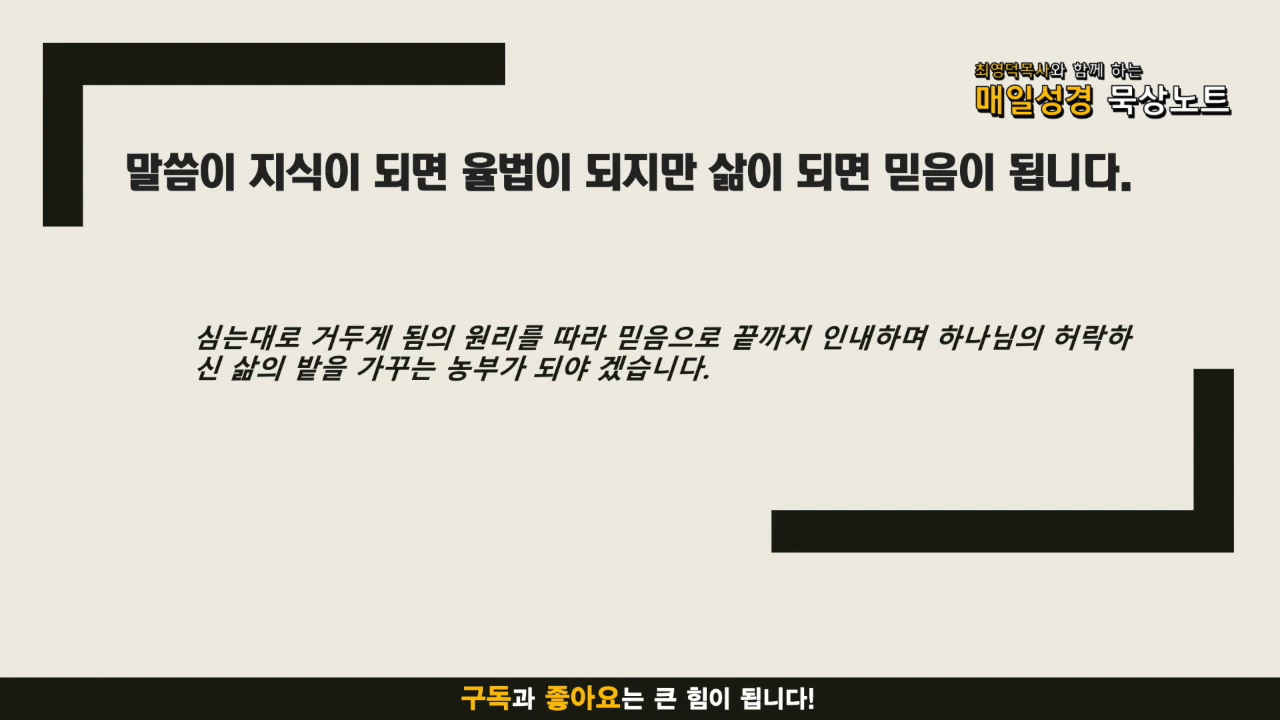 최영덕목사와 함께 하는
매일성경 묵상노트
말씀이 지식이 되면 율법이 되지만 삶이 되면 믿음이 됩니다.
심는대로 거두게 됨의 원리를 따라 믿음으로 끝까지 인내하며 하나님의 허락하
신 삶의 밭을 가꾸는 농부가 되야 겠습니다.
구독과 좋아요는 큰 힘이 됩니다!